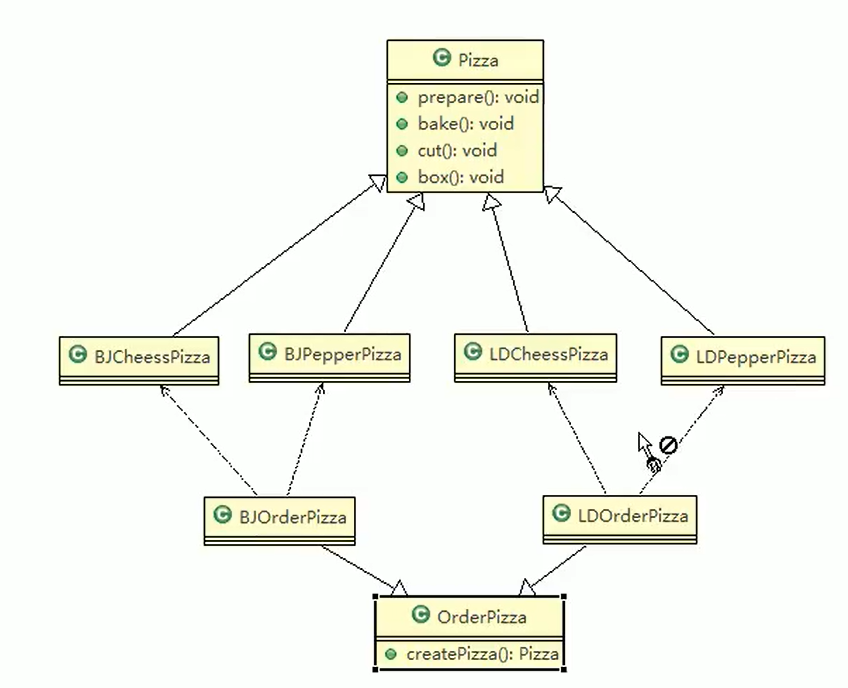 Pizza
prepare(): void
bake(): void
cut(): void
box(): void
BJCheessPizza
BJPepperPizza
LDCheessPizza
LDPepperPizza
BJOrderPizza
LDOrderPizza
OrderPizza
createPizza(): Pizza